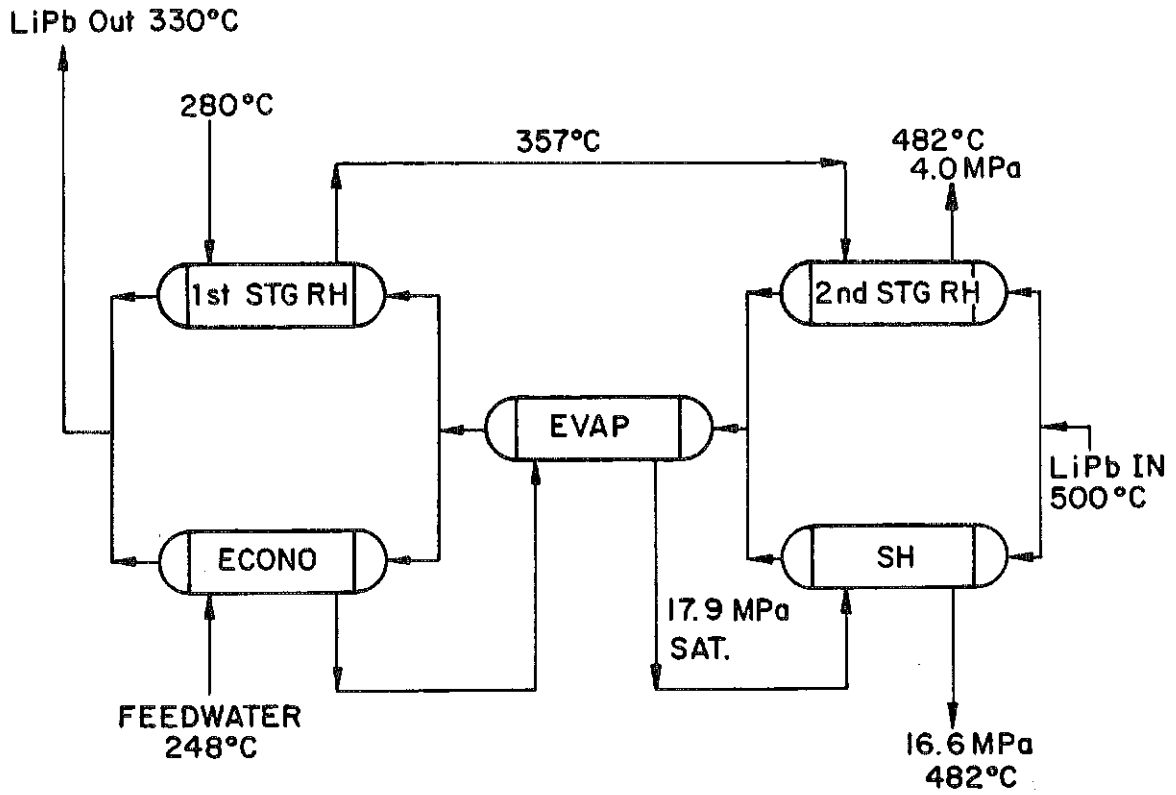 LiPb Out 330°C
280°C
357°C
482°C
4.0 MPa
1st STG RH
2nd STG RH
EVAP
LiPb IN
500°C
ECONO
SH
17.9 MPa
SAT.
FEEDWATER
248°C
16.6 MPa
482°C